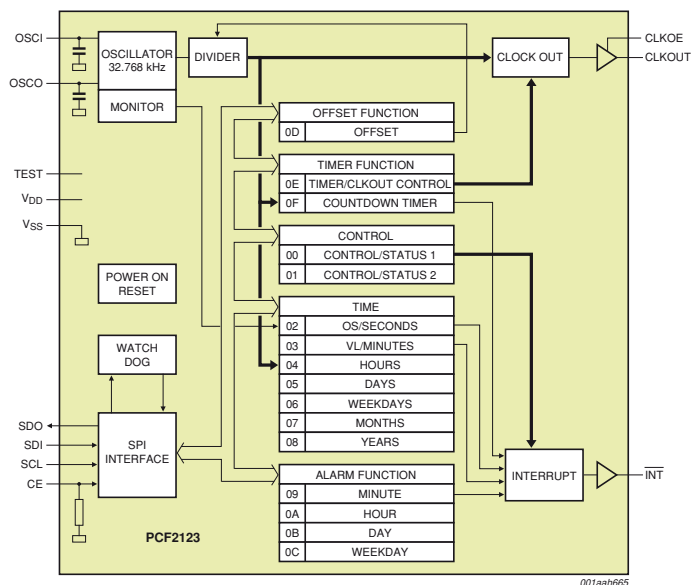 OSCI
OSCO
OSCILLATOR
32.768 kHz
MONITOR
DIVIDER
CLOCK OUT
CLKOE
CLKOUT
OFFSET FUNCTION
0D OFFSET
TEST
VDD
VSS
TIMER FUNCTION
0E TIMER/CLKOUT CONTROL
0F COUNTDOWN TIMER
CONTROL
00 CONTROL/STATUS 1
01 CONTROL/STATUS 2
POWER ON
RESET
TIME
02 OS/SECONDS
03 VL/MINUTES
04 HOURS
05 DAYS
06 WEEKDAYS
07 MONTHS
08 YEARS
WATCH
DOG
SDO
SDI
SCL
CE
SPI
INTERFACE
ALARM FUNCTION
09 MINUTE
0A HOUR
0B DAY
0C WEEKDAY
INTERRUPT
INT
PCF2123
001aah665